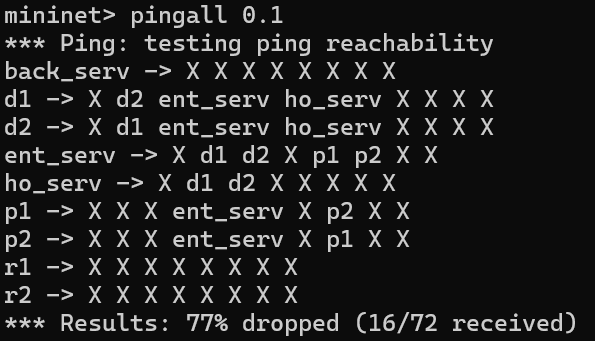 mininet> pingall 0.1
*** Ping: testing ping reachability
back_serv -> X X X X X X X X
d1 -> X d2 ent_serv ho_serv X X X X
d2 -> X d1 ent_serv ho_serv X X X X
ent_serv -> X d1 d2 X p1 p2 X X
ho_serv -> X d1 d2 X X X X X
p1 -> X X X ent_serv X p2 X X
p2 -> X X X ent_serv X p1 X X
r1 -> X X X X X X X X
r2 -> X X X X X X X X
*** Results: 77% dropped (16/72 received)